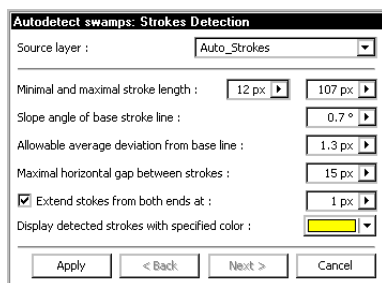 Autodetect swamps: Strokes Detection
Source layer : Auto_Strokes
Minimal and maximal stroke length : 12 px 107 px
Slope angle of base stroke line : 0.7 °
Allowable average deviation from base line : 1.3 px
Maximal horizontal gap between strokes : 15 px
Extend stokes from both ends at : 1 px
Display detected strokes with specified color :
Apply < Back Next > Cancel